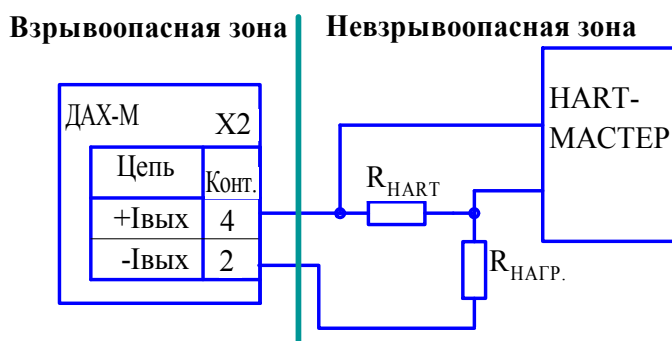 Взрывоопасная зона
Невзрывоопасная зона
ДАХ-М
X2
Цепь
Конт.
+Iвых
4
-Iвых
2
RHART
RНАГР.
HART-
МАСТЕР